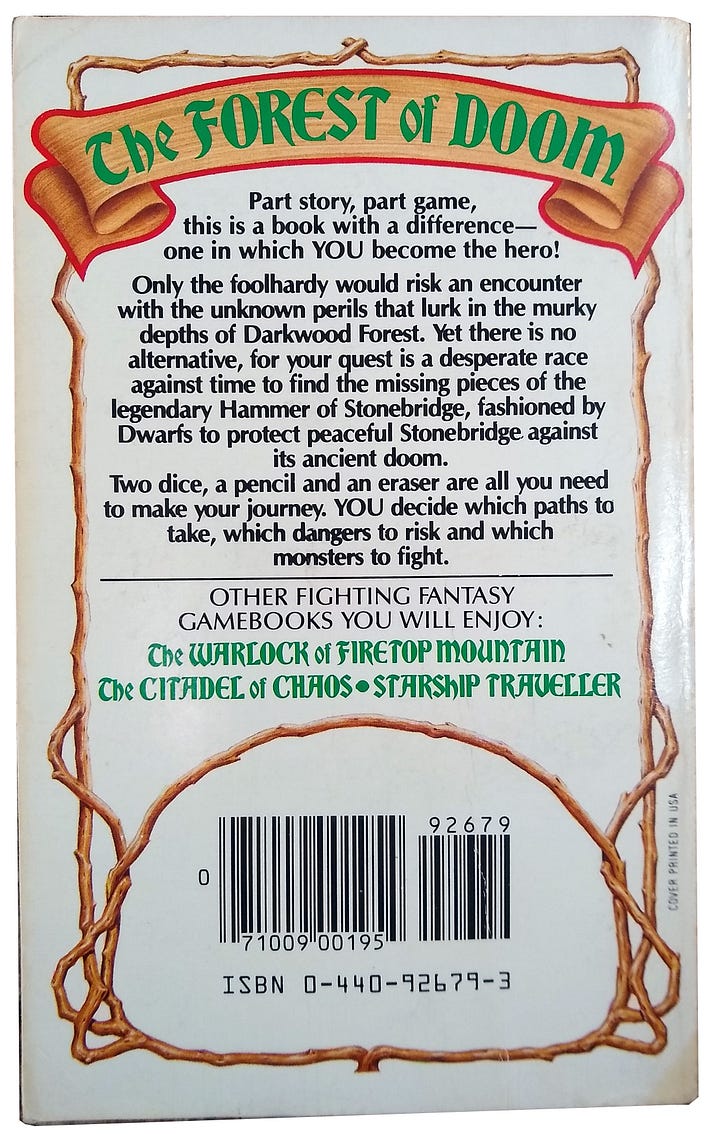 The FOREST of DOOM
Part story, part game,
this is a book with a difference—
one in which YOU become the hero!
Only the foolhardy would risk an encounter
with the unknown perils that lurk in the murky
depths of Darkwood Forest. Yet there is no
alternative, for your quest is a desperate race
against time to find the missing pieces of the
legendary Hammer of Stonebridge, fashioned by
Dwarfs to protect peaceful Stonebridge against
its ancient doom.
Two dice, a pencil and an eraser are all you need
to make your journey. YOU decide which paths to
take, which dangers to risk and which
monsters to fight.
OTHER FIGHTING FANTASY
GAMEBOOKS YOU WILL ENJOY:
The WARLOCK of FIRETOP MOUNTAIN
The CITADEL of CHAOS • STARSHIP TRAVELLER
92679
0
71009 00195
ISBN 0-440-92679-3
COVER PRINTED IN USA